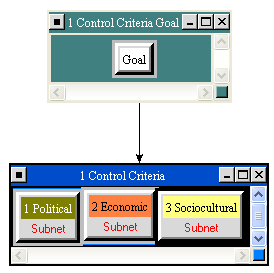 1 Control Criteria Goal
Goal
1 Control Criteria
1 Political
2 Economic
3 Sociocultural
Subnet
Subnet
Subnet